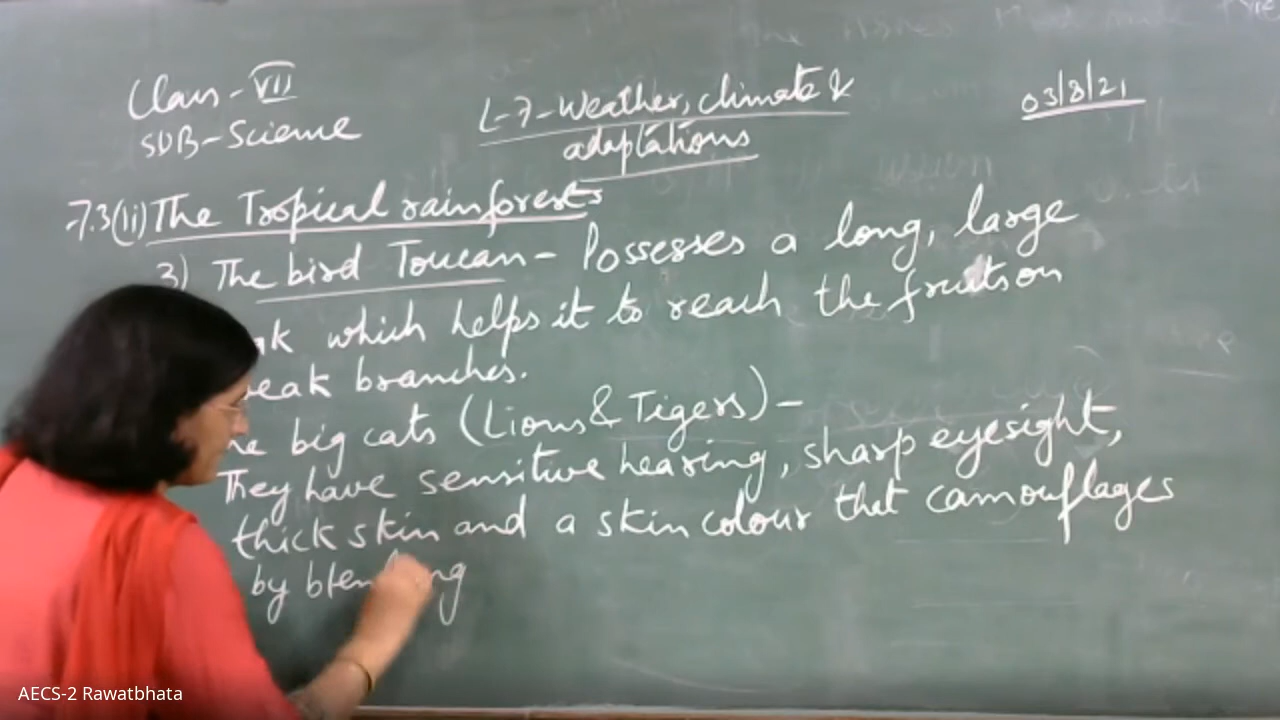 Class - VII
SUB - Science
L-7-Weather, climate &
adaptations
03/8/21
7.3(ii) The Tropical rainforests
3) The bird Toucan - Possesses a long, large
which helps it to reach the fruits on
branches.
big cats (Lions & Tigers) -
They have sensitive hearing, sharp eyesight,
thick skin and a skin colour that camouflages
by
AECS-2 Rawatbhata